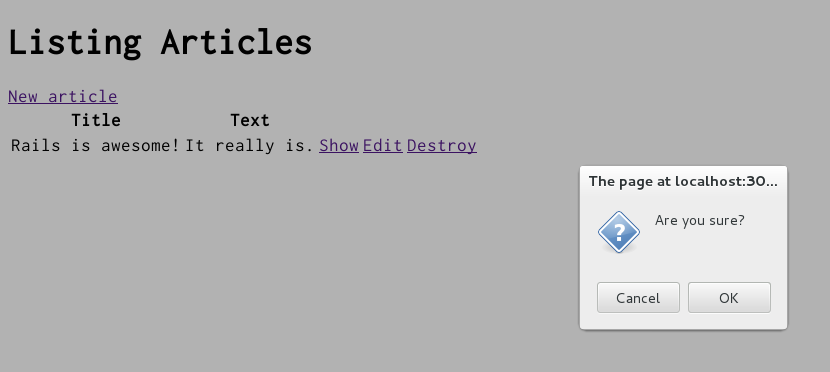 Listing Articles
New article
Title Text
Rails is awesome! It really is. Show Edit Destroy
The page at localhost:30...
Are you sure?
?
Cancel OK